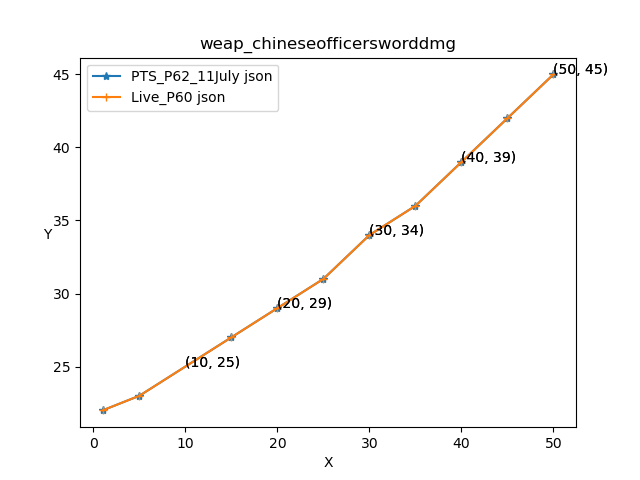 weap_chineseofficersworddmg
PTS_P62_11July json
Live_P60 json
(50, 45)
(40, 39)
(30, 34)
(20, 29)
(10, 25)
45
40
35
30
25
Y
0 10 20 30 40 50
X